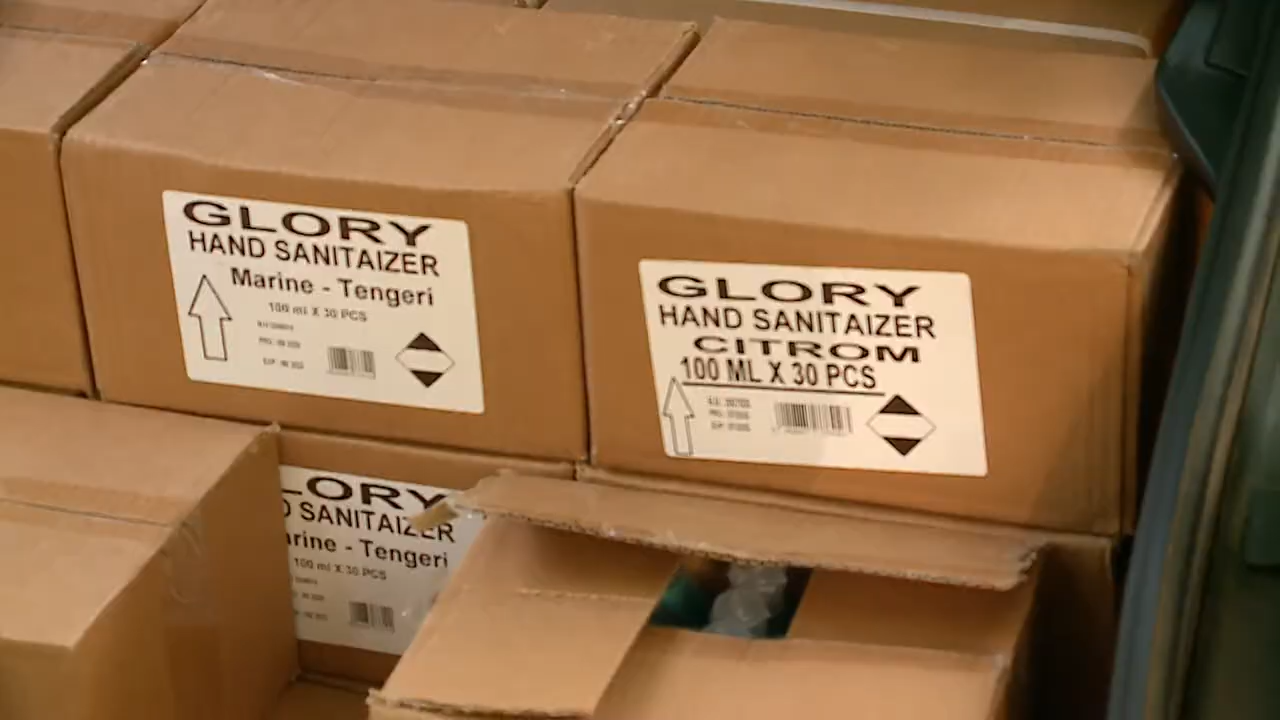 GLORY
HAND SANITAIZER
Marine - Tengeri
100 ml X 30 PCS
GLORY
HAND SANITAIZER
CITROM
100 ML X 30 PCS
LORY
SANITAIZER
arine - Tengeri
100 ml X 30 PCS